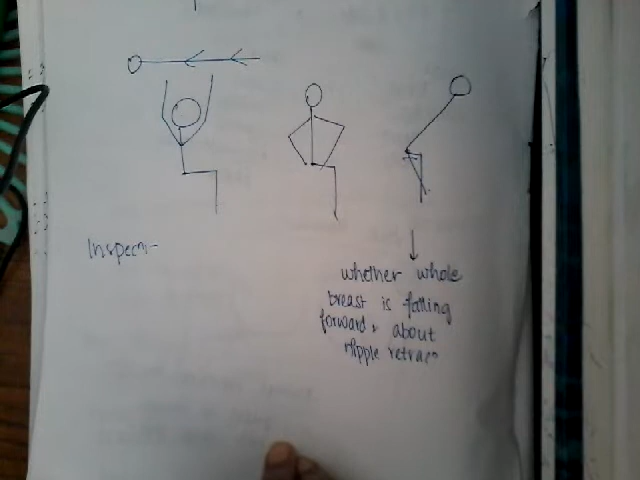 Inspecn-
whether whole
breast is falling
forward & about
nipple retracn